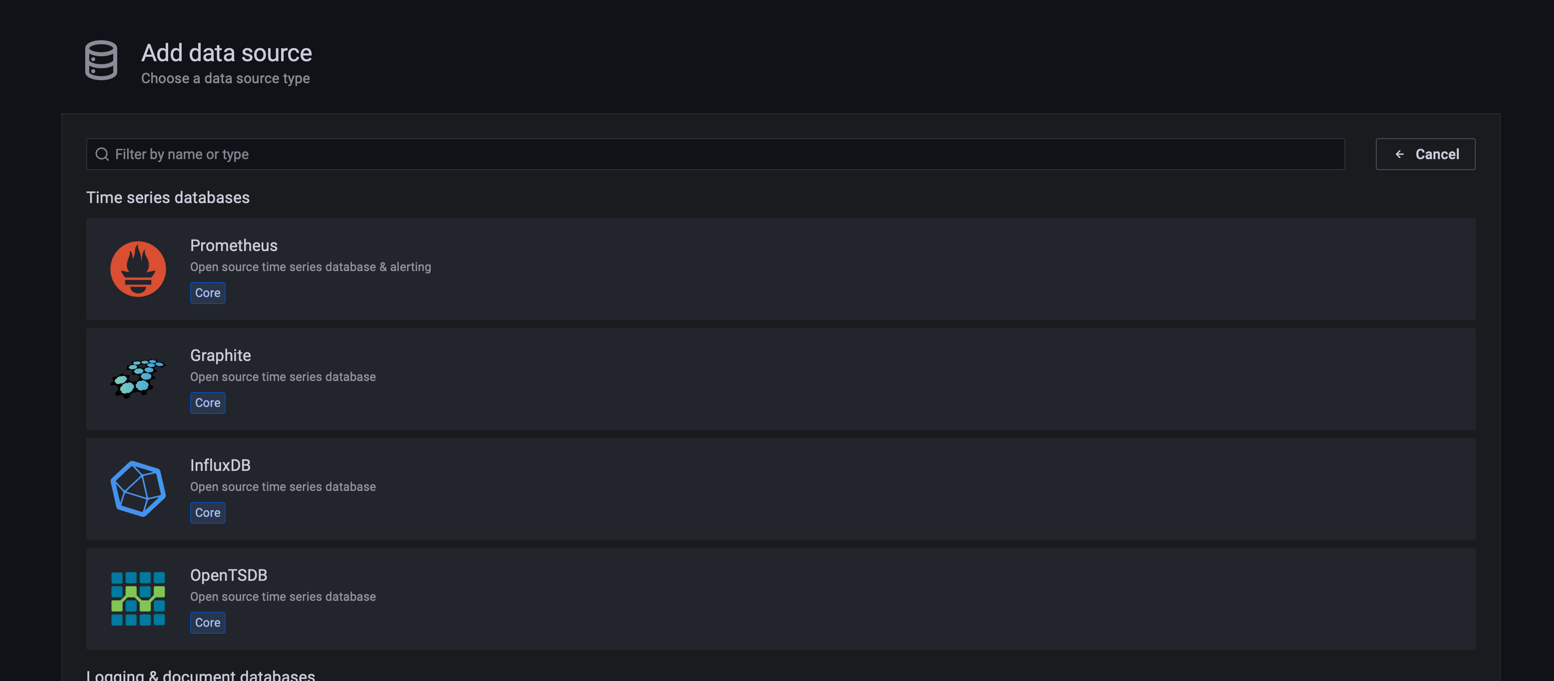 Add data source
Choose a data source type
Filter by name or type
Cancel
Time series databases
Prometheus
Open source time series database & alerting
Core
Graphite
Open source time series database
Core
InfluxDB
Open source time series database
Core
OpenTSDB
Open source time series database
Core
Logging & document databases